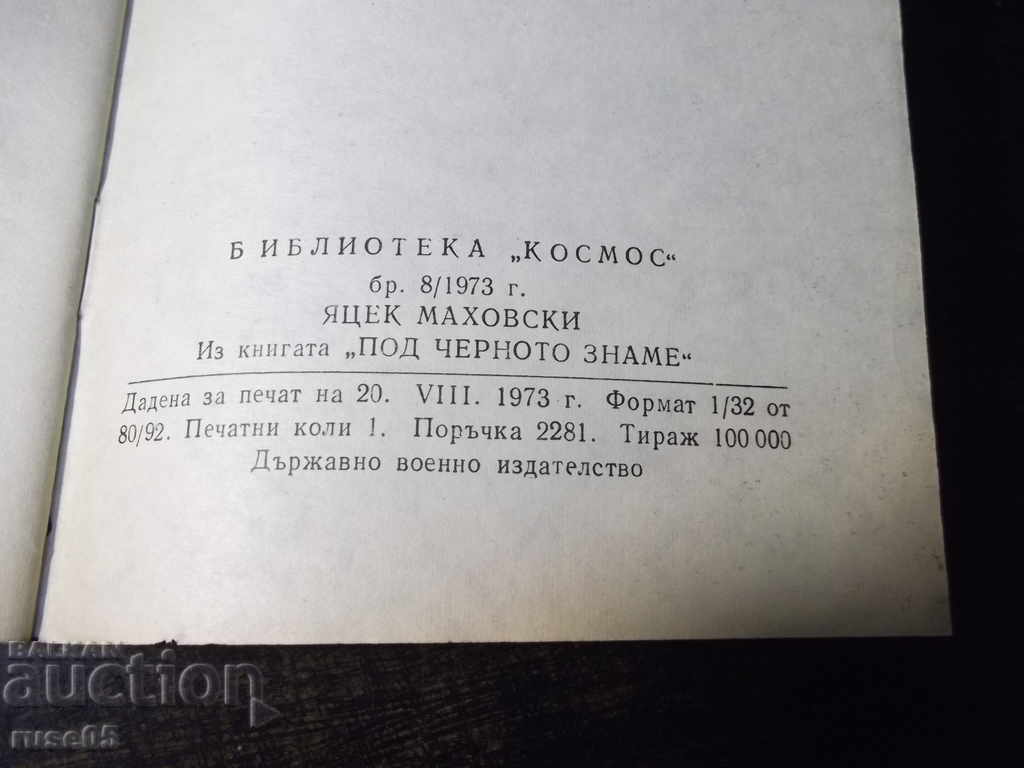 БИБЛИОТЕКА „КОСМОС“
бр. 8/1973 г.
ЯЦЕК МАХОВСКИ
Из книгата „ПОД ЧЕРНОТО ЗНАМЕ“
Дадена за печат на 20. VIII. 1973 г. Формат 1/32 от
80/92. Печатни коли 1. Поръчка 2281. Тираж 100 000
Държавно военно издателство
BALKAN
auction
ruse05